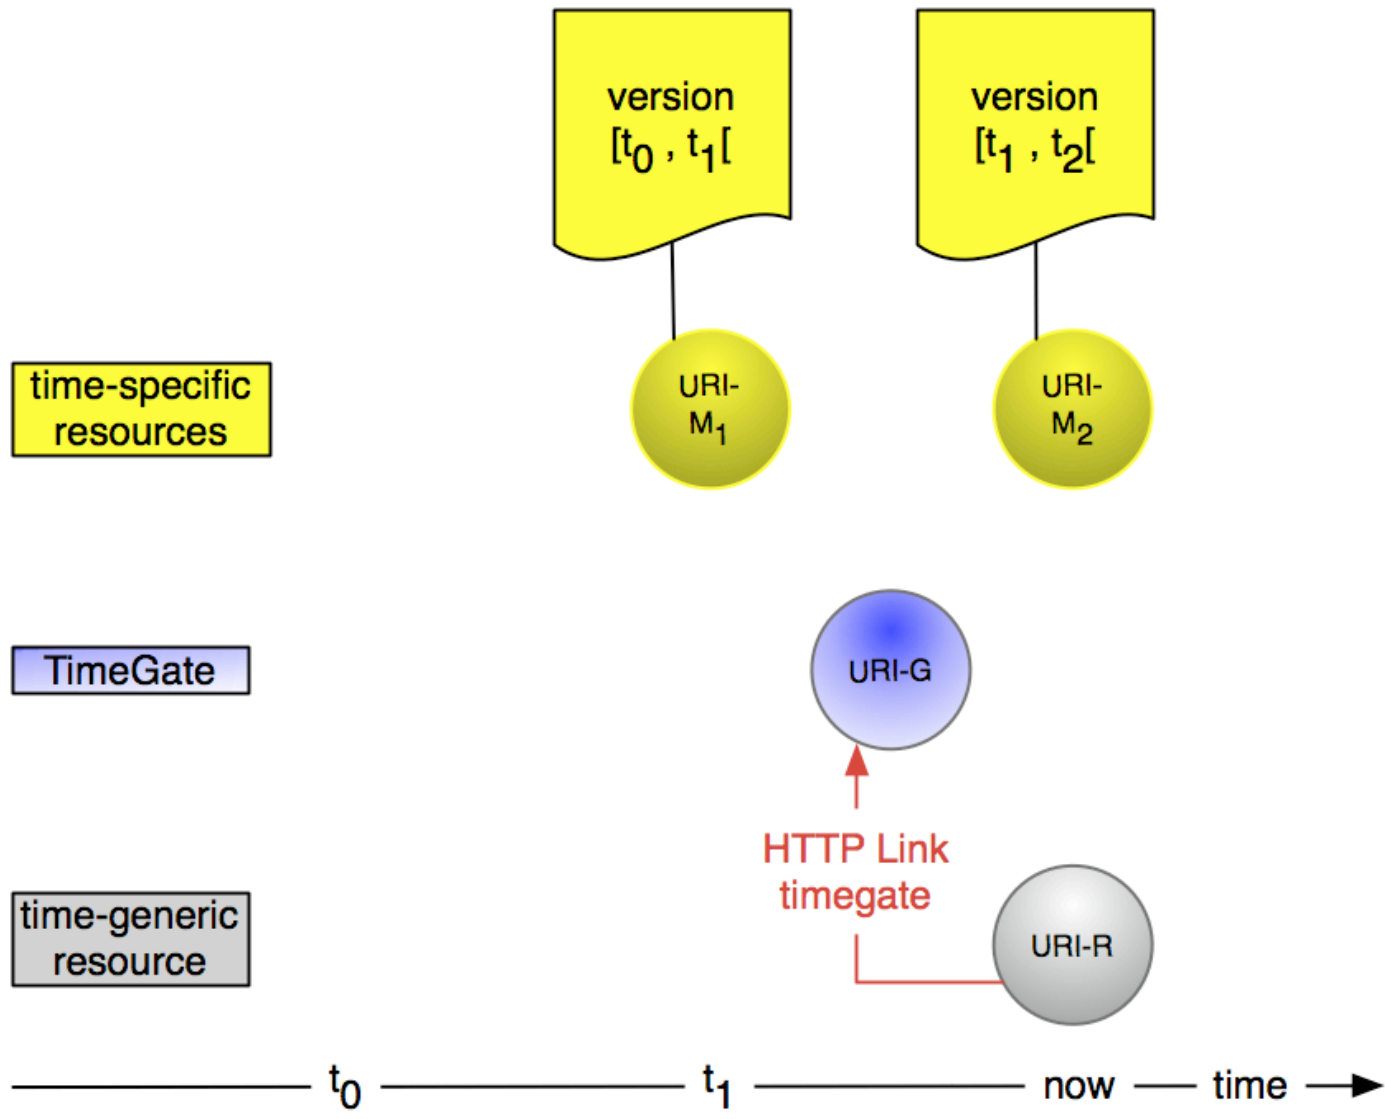 version
[t₀ , t₁[
version
[t₁ , t₂[
time-specific
resources
URI-
M₁
URI-
M₂
TimeGate
URI-G
HTTP Link
timegate
time-generic
resource
URI-R
t₀ t₁ now time